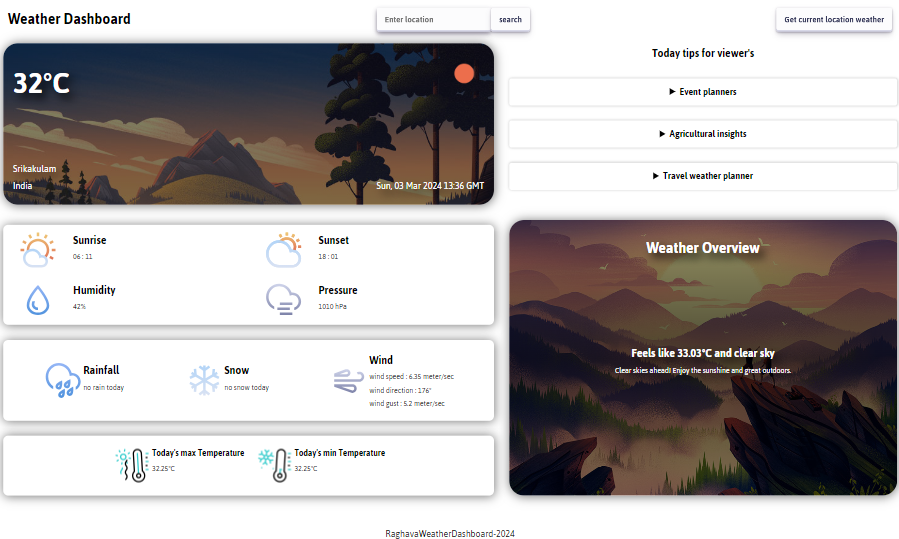 Weather Dashboard
Enter location
search
Get current location weather
32°C
Srikakulam
India
Sun, 03 Mar 2024 13:36 GMT
Today tips for viewer's
▶ Event planners
▶ Agricultural insights
▶ Travel weather planner
Sunrise
06 : 11
Sunset
18 : 01
Humidity
42%
Pressure
1010 hPa
Rainfall
no rain today
Snow
no snow today
Wind
wind speed : 6.35 meter/sec
wind direction : 176°
wind gust : 5.2 meter/sec
Today's max Temperature
32.25°C
Today's min Temperature
32.25°C
Weather Overview
Feels like 33.03°C and clear sky
Clear skies ahead! Enjoy the sunshine and great outdoors.
RaghavaWeatherDashboard-2024